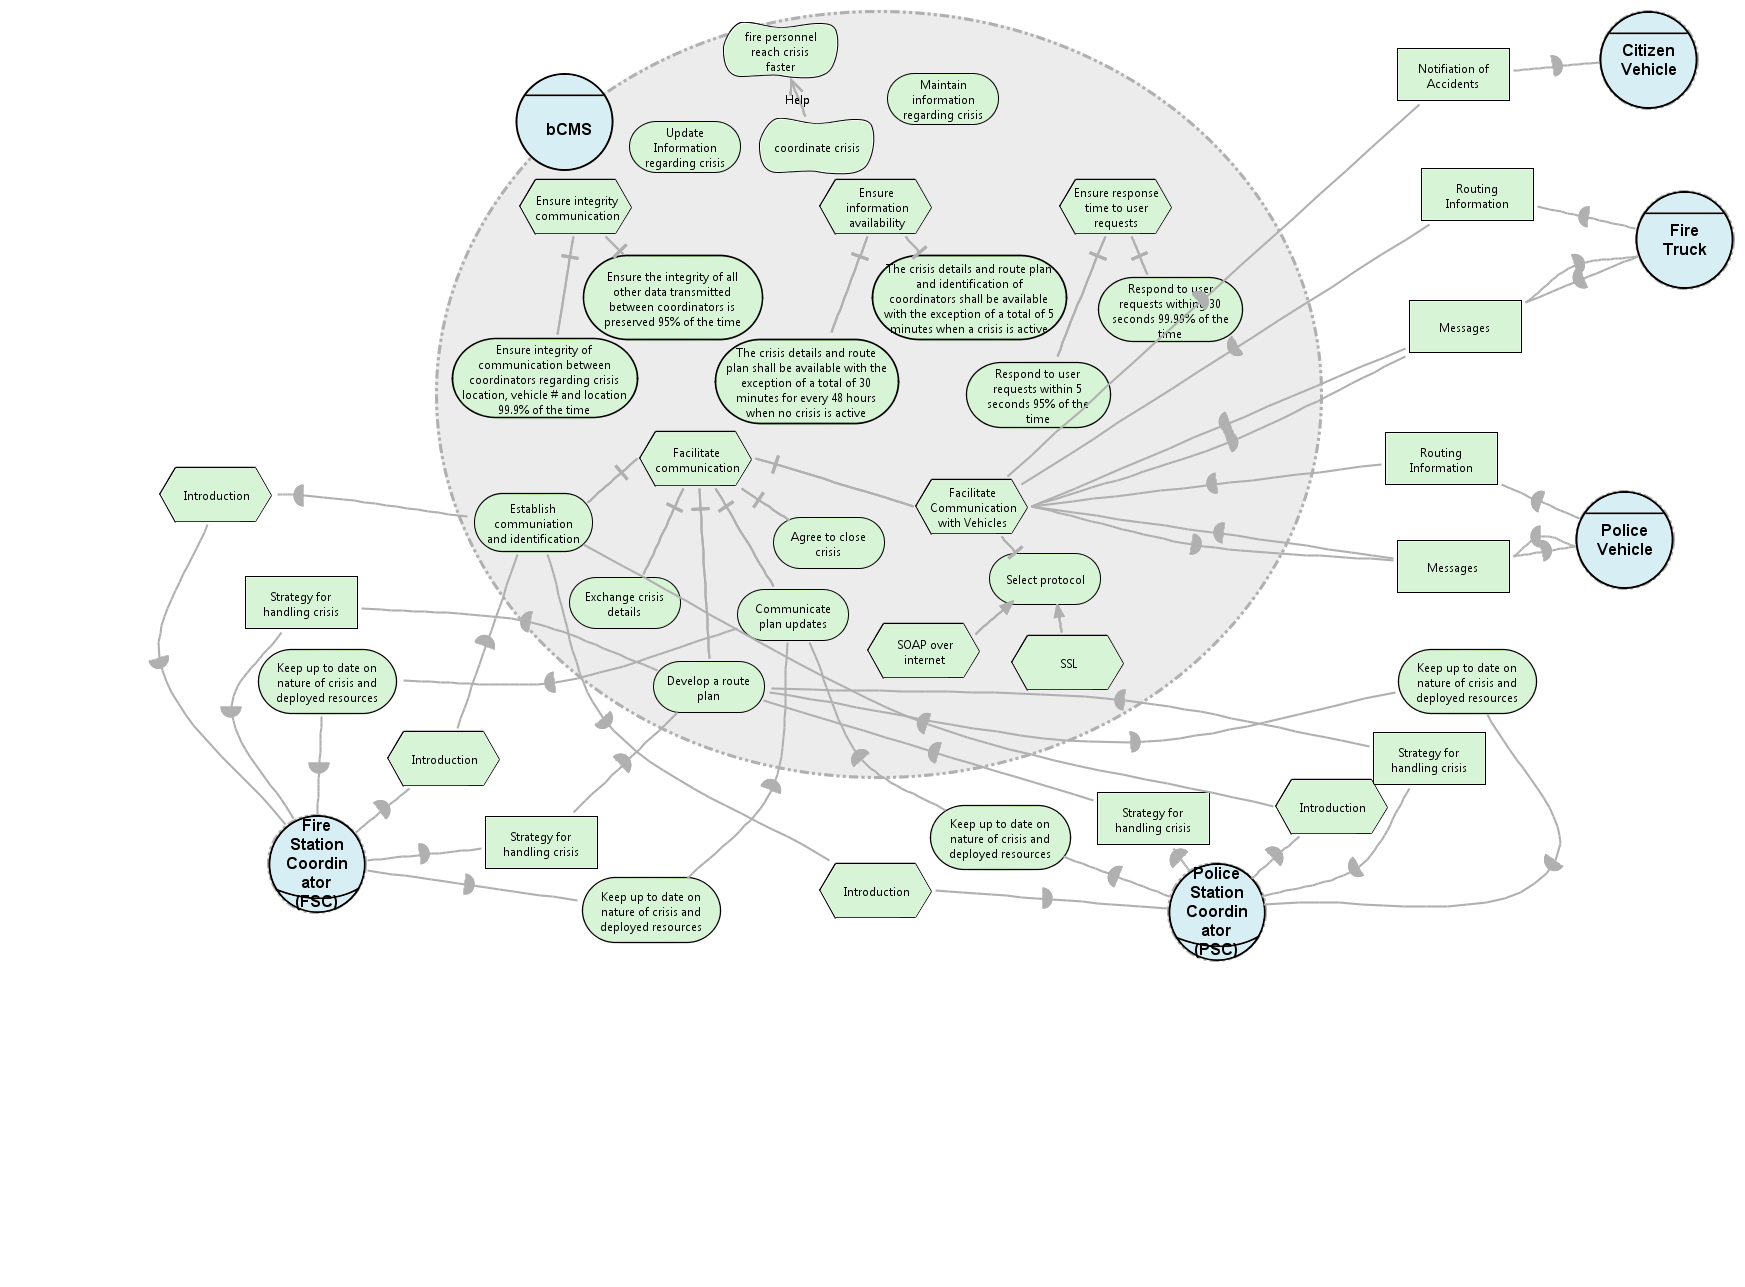 fire personnel
reach crisis
faster
Help
Citizen
Vehicle
Notifiation of
Accidents
bCMS
Update
Information
regarding crisis
coordinate crisis
Maintain
information
regarding crisis
Ensure integrity
communication
Ensure
information
availability
Ensure response
time to user
requests
Routing
Information
Fire
Truck
Ensure the integrity of all
other data transmitted
between coordinators is
preserved 95% of the time
The crisis details and route plan
and identification of
coordinators shall be available
with the exception of a total of 5
minutes when a crisis is active
Respond to user
requests within 30
seconds 99.99% of the
time
Messages
Ensure integrity of
communication between
coordinators regarding crisis
location, vehicle # and location
99.9% of the time
The crisis details and route
plan shall be available with the
exception of a total of 30
minutes for every 48 hours
when no crisis is active
Respond to user
requests within 5
seconds 95% of the
time
Facilitate
communication
Routing
Information
Introduction
Establish
communiation
and identification
Agree to close
crisis
Facilitate
Communication
with Vehicles
Police
Vehicle
Select protocol
Messages
Strategy for
handling crisis
Exchange crisis
details
Communicate
plan updates
SOAP over
internet
SSL
Keep up to date on
nature of crisis and
deployed resources
Develop a route
plan
Keep up to date on
nature of crisis and
deployed resources
Introduction
Strategy for
handling crisis
Introduction
Strategy for
handling crisis
Fire
Station
Coordin
ator
(FSC)
Strategy for
handling crisis
Keep up to date on
nature of crisis and
deployed resources
Keep up to date on
nature of crisis and
deployed resources
Introduction
Police
Station
Coordin
ator
(PSC)